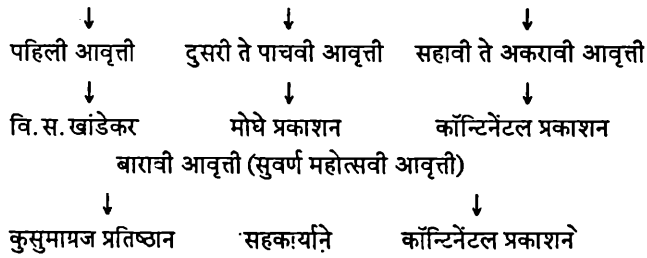 पहिली आवृत्ती दुसरी ते पाचवी आवृत्ती सहावी ते अकरावी आवृत्ती
वि. स. खांडेकर मोघे प्रकाशन कॉन्टिनेंटल प्रकाशन
बारावी आवृत्ती (सुवर्ण महोत्सवी आवृत्ती)
कुसुमाग्रज प्रतिष्ठान सहकार्याने कॉन्टिनेंटल प्रकाशने